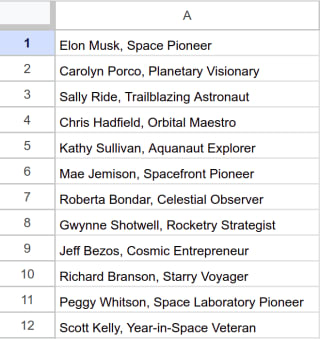 A
1 Elon Musk, Space Pioneer
2 Carolyn Porco, Planetary Visionary
3 Sally Ride, Trailblazing Astronaut
4 Chris Hadfield, Orbital Maestro
5 Kathy Sullivan, Aquanaut Explorer
6 Mae Jemison, Spacefront Pioneer
7 Roberta Bondar, Celestial Observer
8 Gwynne Shotwell, Rocketry Strategist
9 Jeff Bezos, Cosmic Entrepreneur
10 Richard Branson, Starry Voyager
11 Peggy Whitson, Space Laboratory Pioneer
12 Scott Kelly, Year-in-Space Veteran